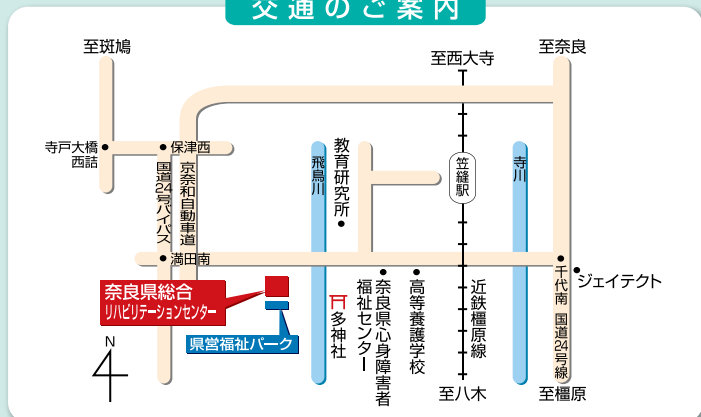 交通のご案内
至斑鳩
至西大寺
至奈良
寺戸大橋
西詰
保津西
国道24号バイパス
京奈和自動車道
飛鳥川
教育研究所
笠縫駅
寺川
満田南
千代南
国道24号線
ジェイテクト
奈良県総合
リハビリテーションセンター
県営福祉パーク
多神社
奈良県心身障害者
福祉センター
高等養護学校
近鉄橿原線
N
至八木
至橿原